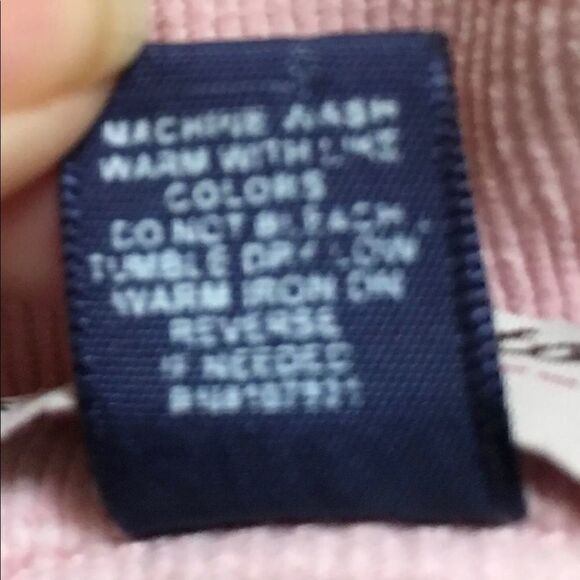 MACHINE WASH
WARM WITH LIKE
COLORS
DO NOT BLEACH
TUMBLE DRY LOW
WARM IRON ON
REVERSE
IF NEEDED